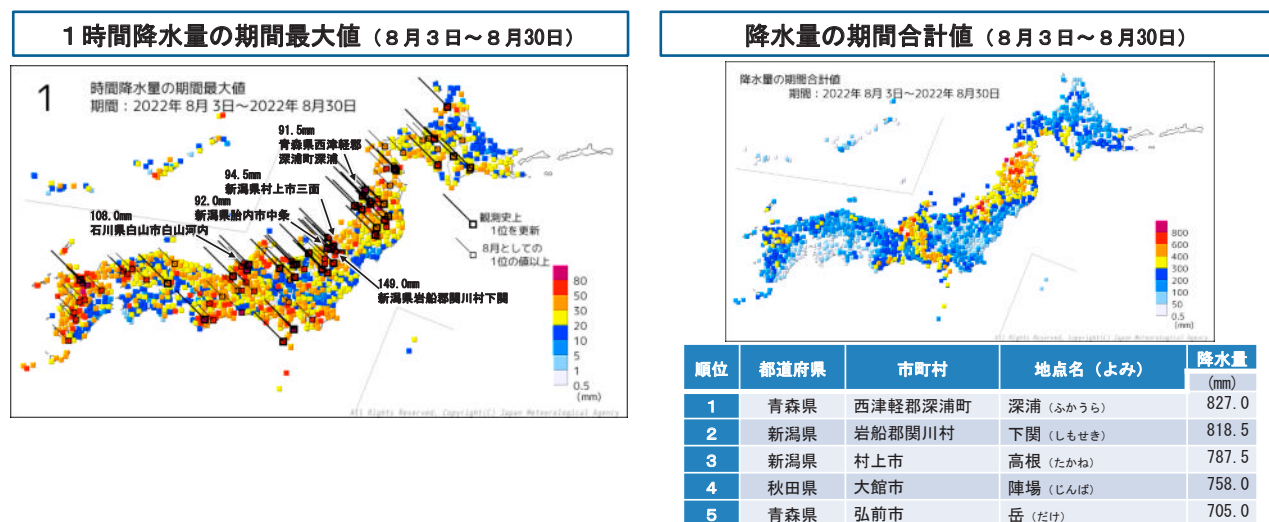 1時間降水量の期間最大値（8月3日～8月30日）
1 時間降水量の期間最大値
期間：2022年 8月 3日～2022年 8月30日
91.5mm
青森県西津軽郡
深浦町深浦
94.5mm
新潟県村上市三面
92.0mm
新潟県胎内市中条
108.0mm
石川県白山市白山河内
観測史上
1位を更新
8月としての
1位の値以上
149.0mm
新潟県岩船郡関川村下関
80
50
30
20
10
5
1
0.5
(mm)
All Rights Reserved, Copyright(C) Japan Meteorological Agency
降水量の期間合計値（8月3日～8月30日）
降水量の期間合計値
期間：2022年 8月 3日～2022年 8月30日
800
600
400
300
200
100
50
0.5
(mm)
All Rights Reserved, Copyright(C) Japan Meteorological Agency
順位 都道府県 市町村 地点名（よみ） 降水量
(mm)
1 青森県 西津軽郡深浦町 深浦（ふかうら） 827.0
2 新潟県 岩船郡関川村 下関（しもせき） 818.5
3 新潟県 村上市 高根（たかね） 787.5
4 秋田県 大館市 陣場（じんば） 758.0
5 青森県 弘前市 岳（だけ） 705.0